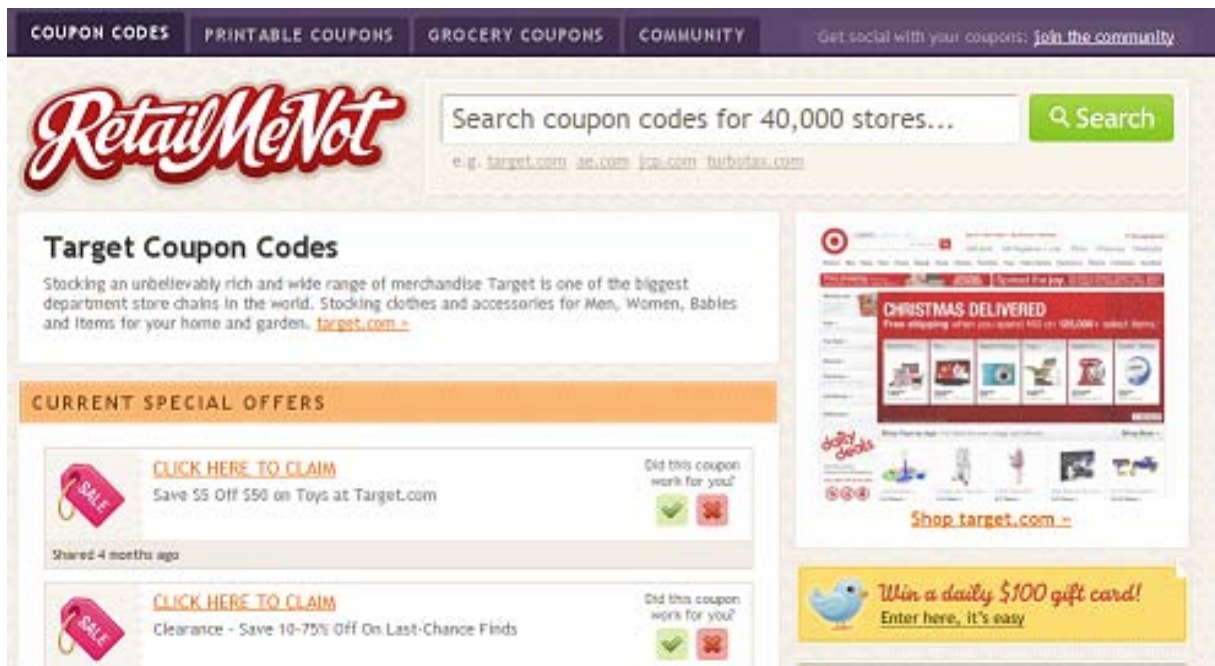 COUPON CODES
PRINTABLE COUPONS
GROCERY COUPONS
COMMUNITY
Get social with your coupons: join the community
RetailMeNot
Search coupon codes for 40,000 stores...
Search
e.g. target.com ae.com jcp.com turbotax.com
Target Coupon Codes
Stocking an unbelievably rich and wide range of merchandise Target is one of the biggest
department store chains in the world. Stocking clothes and accessories for Men, Women, Babies
and Items for your home and garden. target.com »
CURRENT SPECIAL OFFERS
SALE
CLICK HERE TO CLAIM
Save $5 Off $50 on Toys at Target.com
Did this coupon
work for you?
Shared 4 months ago
SALE
CLICK HERE TO CLAIM
Clearance - Save 10-75% Off On Last-Chance Finds
Did this coupon
work for you?
CHRISTMAS DELIVERED
Free shipping when you spend $50 on
daily
deals
Shop target.com »
Win a daily $100 gift card!
Enter here, it's easy